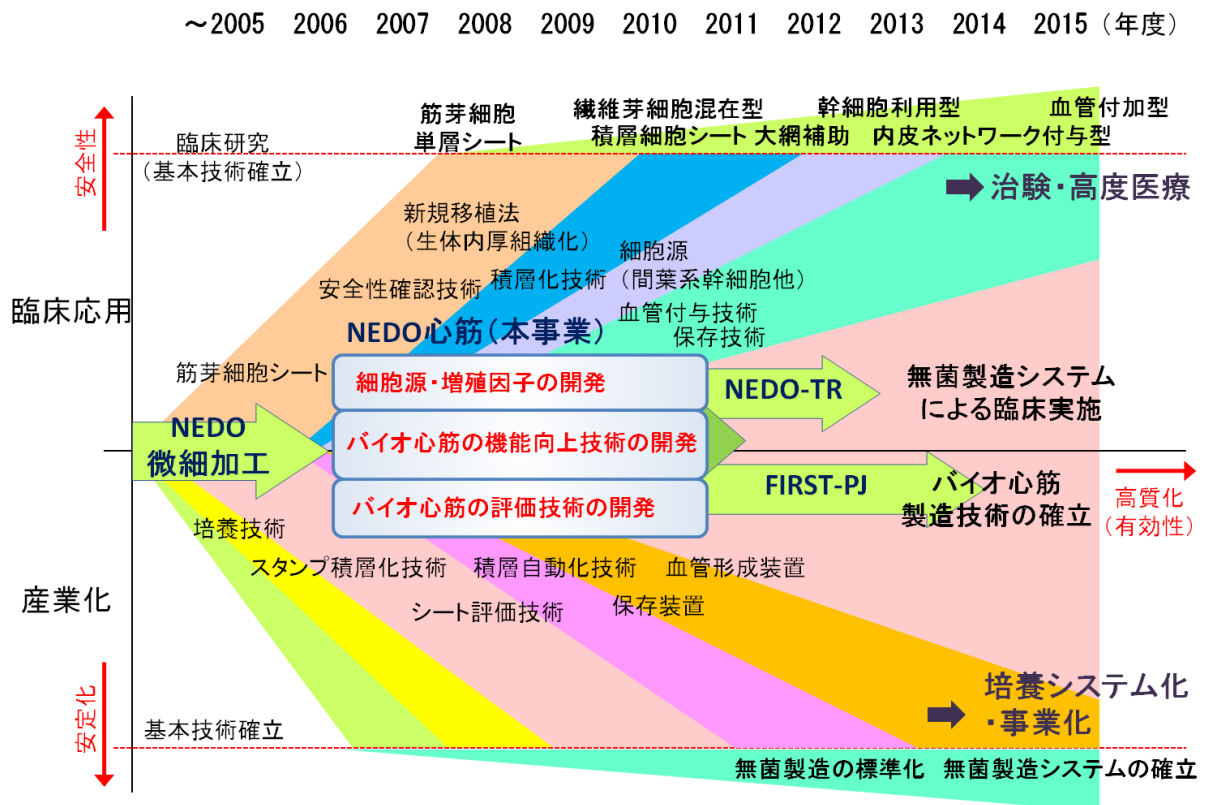 ～2005 2006 2007 2008 2009 2010 2011 2012 2013 2014 2015（年度）
安全性
臨床研究
（基本技術確立）
筋芽細胞
単層シート
繊維芽細胞混在型
積層細胞シート
大網補助
幹細胞利用型
内皮ネットワーク付与型
血管付加型
治験・高度医療
新規移植法
（生体内厚組織化）
安全性確認技術
積層化技術
細胞源
（間葉系幹細胞他）
血管付与技術
保存技術
臨床応用
NEDO心筋（本事業）
筋芽細胞シート
細胞源・増殖因子の開発
NEDO-TR
無菌製造システム
による臨床実施
NEDO
微細加工
バイオ心筋の機能向上技術の開発
バイオ心筋の評価技術の開発
FIRST-PJ
バイオ心筋
製造技術の確立
高質化
（有効性）
培養技術
スタンプ積層化技術
積層自動化技術
血管形成装置
シート評価技術
保存装置
産業化
安定化
基本技術確立
培養システム化
・事業化
無菌製造の標準化
無菌製造システムの確立